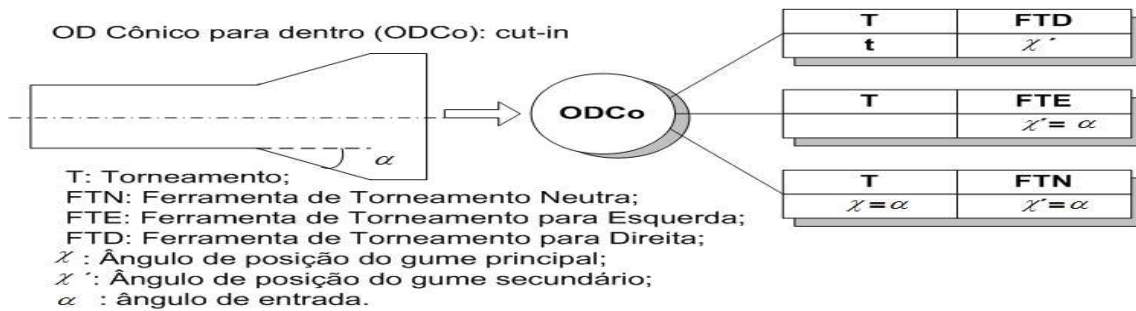 OD Cônico para dentro (ODCo): cut-in
α
ODCo
T FTD
t χ´
T FTE
χ´= α
T FTN
χ=α χ´=α
T: Torneamento;
FTN: Ferramenta de Torneamento Neutra;
FTE: Ferramenta de Torneamento para Esquerda;
FTD: Ferramenta de Torneamento para Direita;
χ : Ângulo de posição do gume principal;
χ ´: Ângulo de posição do gume secundário;
α : ângulo de entrada.